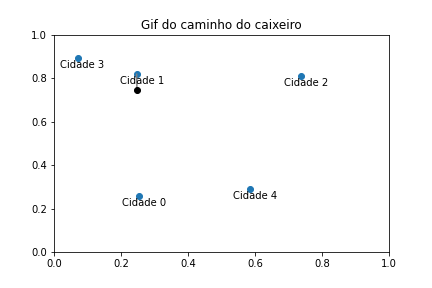 Gif do caminho do caixeiro
1.0
0.8
0.6
0.4
0.2
0.0
Cidade 3
Cidade 1
Cidade 2
Cidade 4
Cidade 0
0.0 0.2 0.4 0.6 0.8 1.0